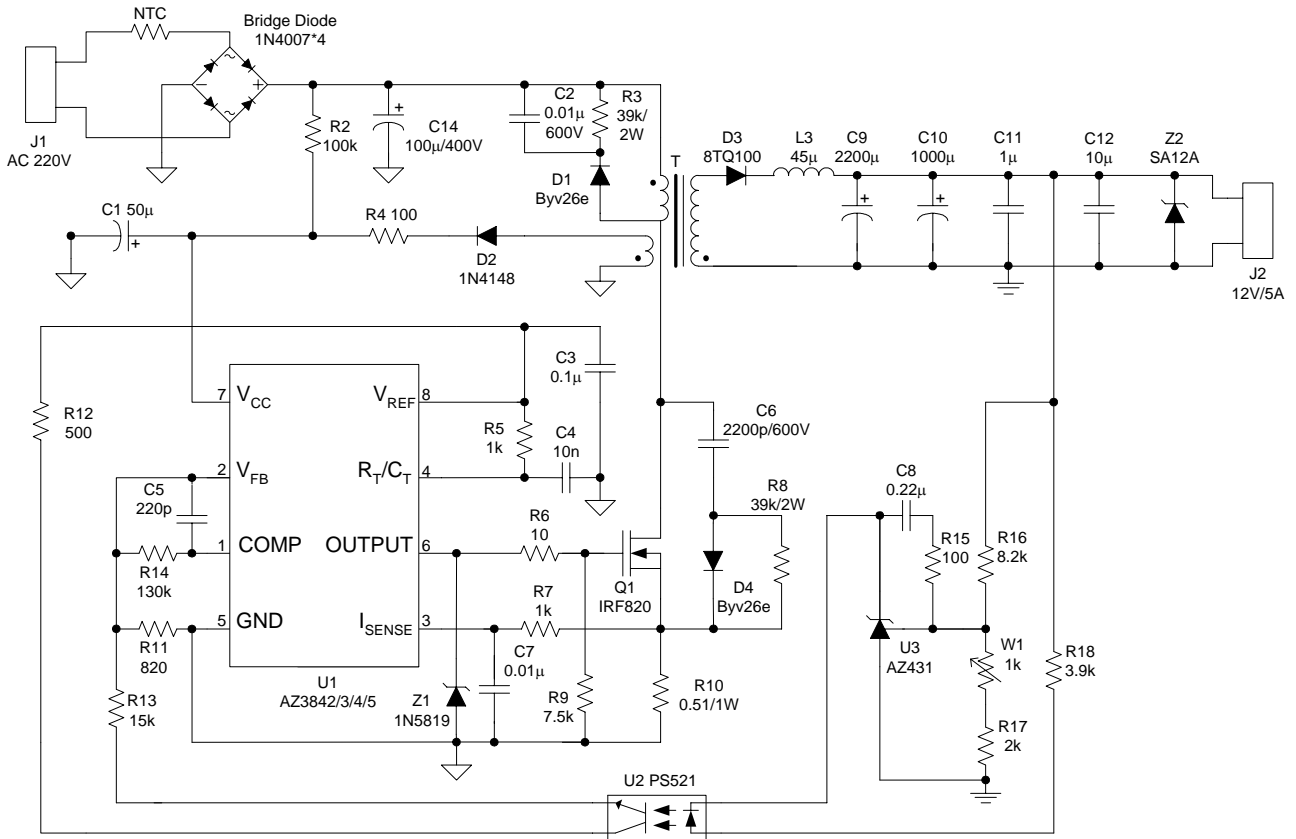 NTC
Bridge Diode
1N4007*4
J1
AC 220V
R2
100k
C14
100μ/400V
C2
0.01μ
600V
R3
39k/
2W
D1
Byv26e
T
D3
8TQ100
L3
45μ
C9
2200μ
C10
1000μ
C11
1μ
C12
10μ
Z2
SA12A
J2
12V/5A
C1 50μ
R4 100
D2
1N4148
R12
500
C3
0.1μ
7 VCC
VREF 8
R5
1k
C4
10n
2 VFB
RT/CT 4
C5
220p
1 COMP
OUTPUT 6
R14
130k
5 GND
ISENSE 3
R11
820
R13
15k
U1
AZ3842/3/4/5
R6
10
R7
1k
C7
0.01μ
Z1
1N5819
R9
7.5k
Q1
IRF820
R10
0.51/1W
C6
2200p/600V
R8
39k/2W
D4
Byv26e
C8
0.22μ
R15
100
R16
8.2k
U3
AZ431
W1
1k
R17
2k
R18
3.9k
U2 PS521